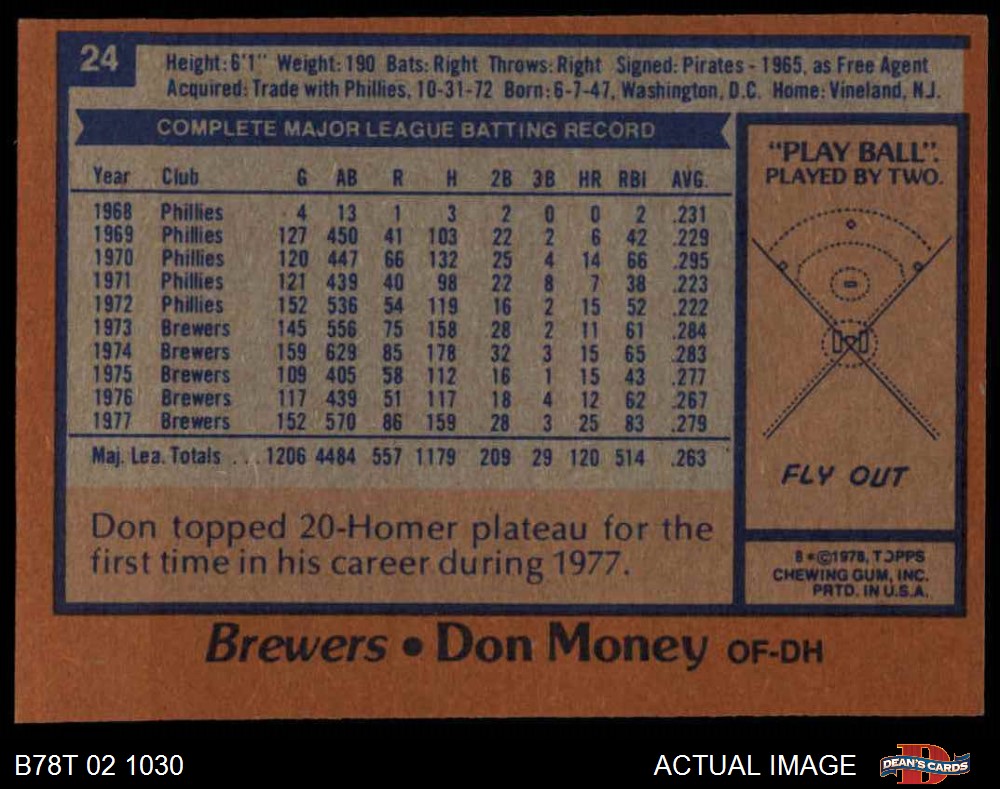 24
Height: 6'1" Weight: 190 Bats: Right Throws: Right Signed: Pirates - 1965, as Free Agent
Acquired: Trade with Phillies, 10-31-72 Born: 6-7-47, Washington, D.C. Home: Vineland, N.J.
COMPLETE MAJOR LEAGUE BATTING RECORD
Year Club G AB R H 2B 3B HR RBI AVG.
1968 Phillies 4 13 1 3 2 0 0 2 .231
1969 Phillies 127 450 41 103 22 2 6 42 .229
1970 Phillies 120 447 66 132 25 4 14 66 .295
1971 Phillies 121 439 40 98 22 8 7 38 .223
1972 Phillies 152 536 54 119 16 2 15 52 .222
1973 Brewers 145 556 75 158 28 2 11 61 .284
1974 Brewers 159 629 85 178 32 3 15 65 .283
1975 Brewers 109 405 58 112 16 1 15 43 .277
1976 Brewers 117 439 51 117 18 4 12 62 .267
1977 Brewers 152 570 86 159 28 3 25 83 .279
Maj. Lea. Totals . . . 1206 4484 557 1179 209 29 120 514 .263
Don topped 20-Homer plateau for the
first time in his career during 1977.
"PLAY BALL":
PLAYED BY TWO.
FLY OUT
B*©1978, TOPPS
CHEWING GUM, INC.
PRTD. IN U.S.A.
Brewers • Don Money OF-DH
B78T 02 1030
ACTUAL IMAGE
DEAN'S CARDS